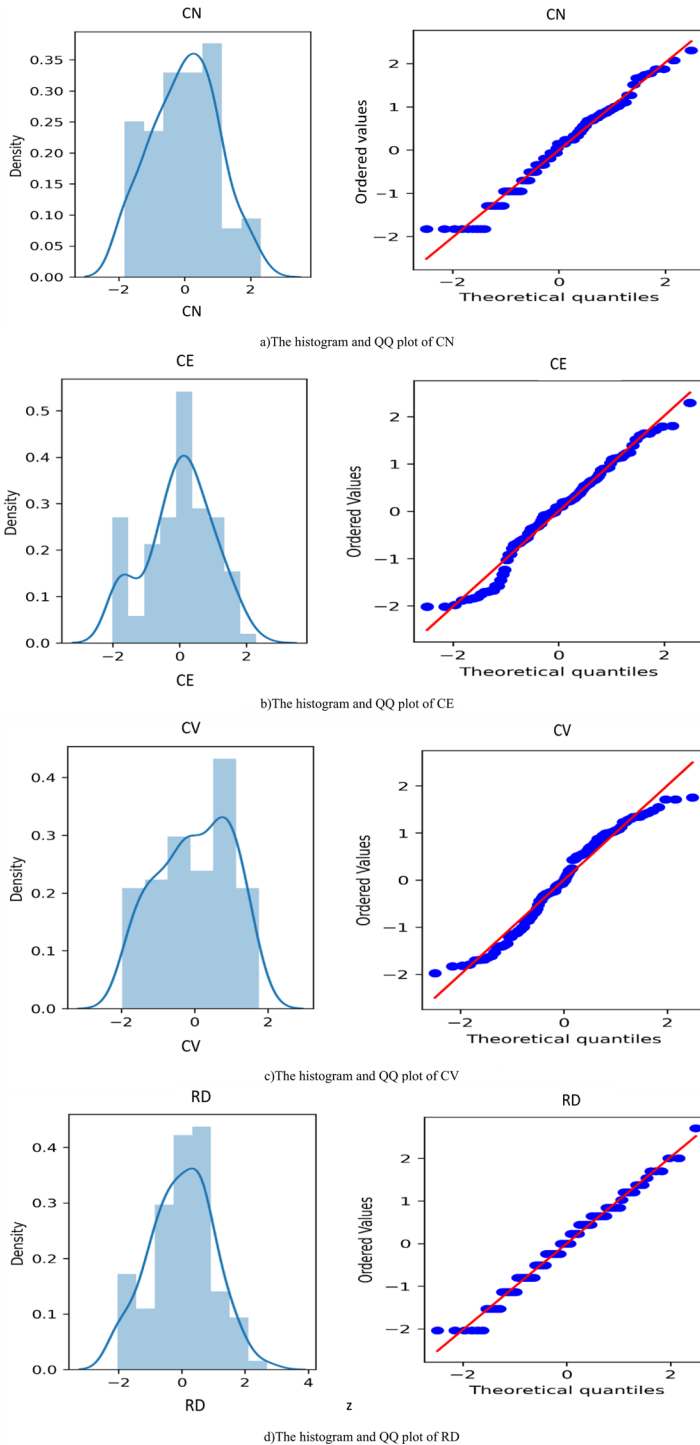 CN
CN
0.35
0.30
0.25
0.20
0.15
0.10
0.05
0.00
Density
−2
0
2
CN
2
1
0
−1
−2
Ordered values
−2
0
2
Theoretical quantiles
a)The histogram and QQ plot of CN
CE
CE
0.5
0.4
0.3
0.2
0.1
0.0
Density
−2
0
2
CE
2
1
0
−1
−2
Ordered Values
−2
0
2
Theoretical quantiles
b)The histogram and QQ plot of CE
CV
CV
0.4
0.3
0.2
0.1
0.0
Density
−2
0
2
CV
2
1
0
−1
−2
Ordered Values
−2
0
2
Theoretical quantiles
c)The histogram and QQ plot of CV
RD
RD
0.4
0.3
0.2
0.1
0.0
Density
−2
0
2
4
RD
z
2
1
0
−1
−2
Ordered Values
−2
0
2
Theoretical quantiles
d)The histogram and QQ plot of RD